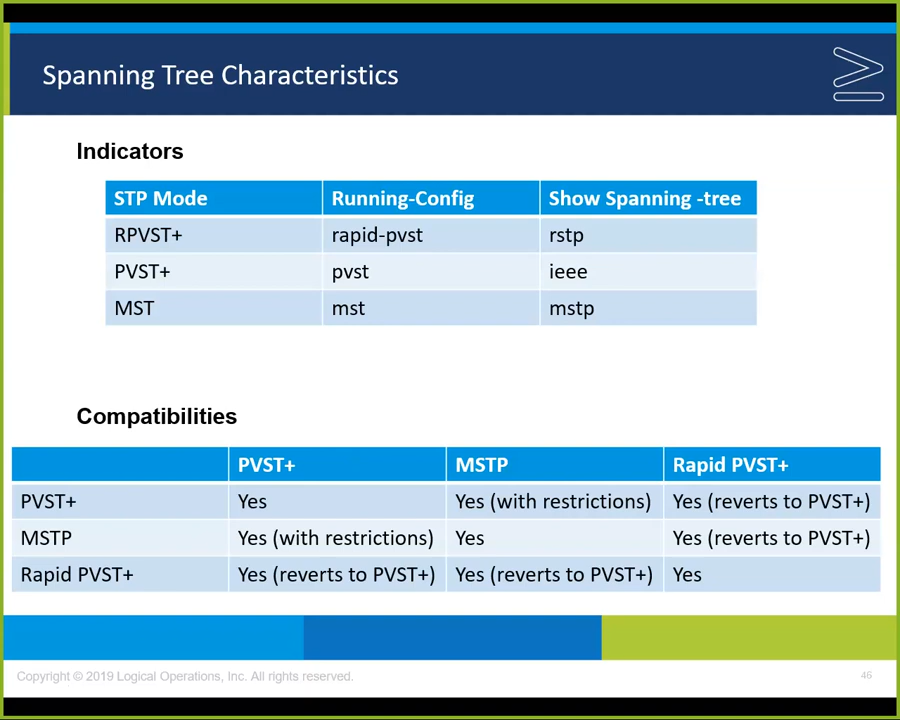 Spanning Tree Characteristics
Indicators
STP Mode Running-Config Show Spanning -tree
RPVST+ rapid-pvst rstp
PVST+ pvst ieee
MST mst mstp
Compatibilities
PVST+ MSTP Rapid PVST+
PVST+ Yes Yes (with restrictions) Yes (reverts to PVST+)
MSTP Yes (with restrictions) Yes Yes (reverts to PVST+)
Rapid PVST+ Yes (reverts to PVST+) Yes (reverts to PVST+) Yes
Copyright © 2019 Logical Operations, Inc. All rights reserved. 46